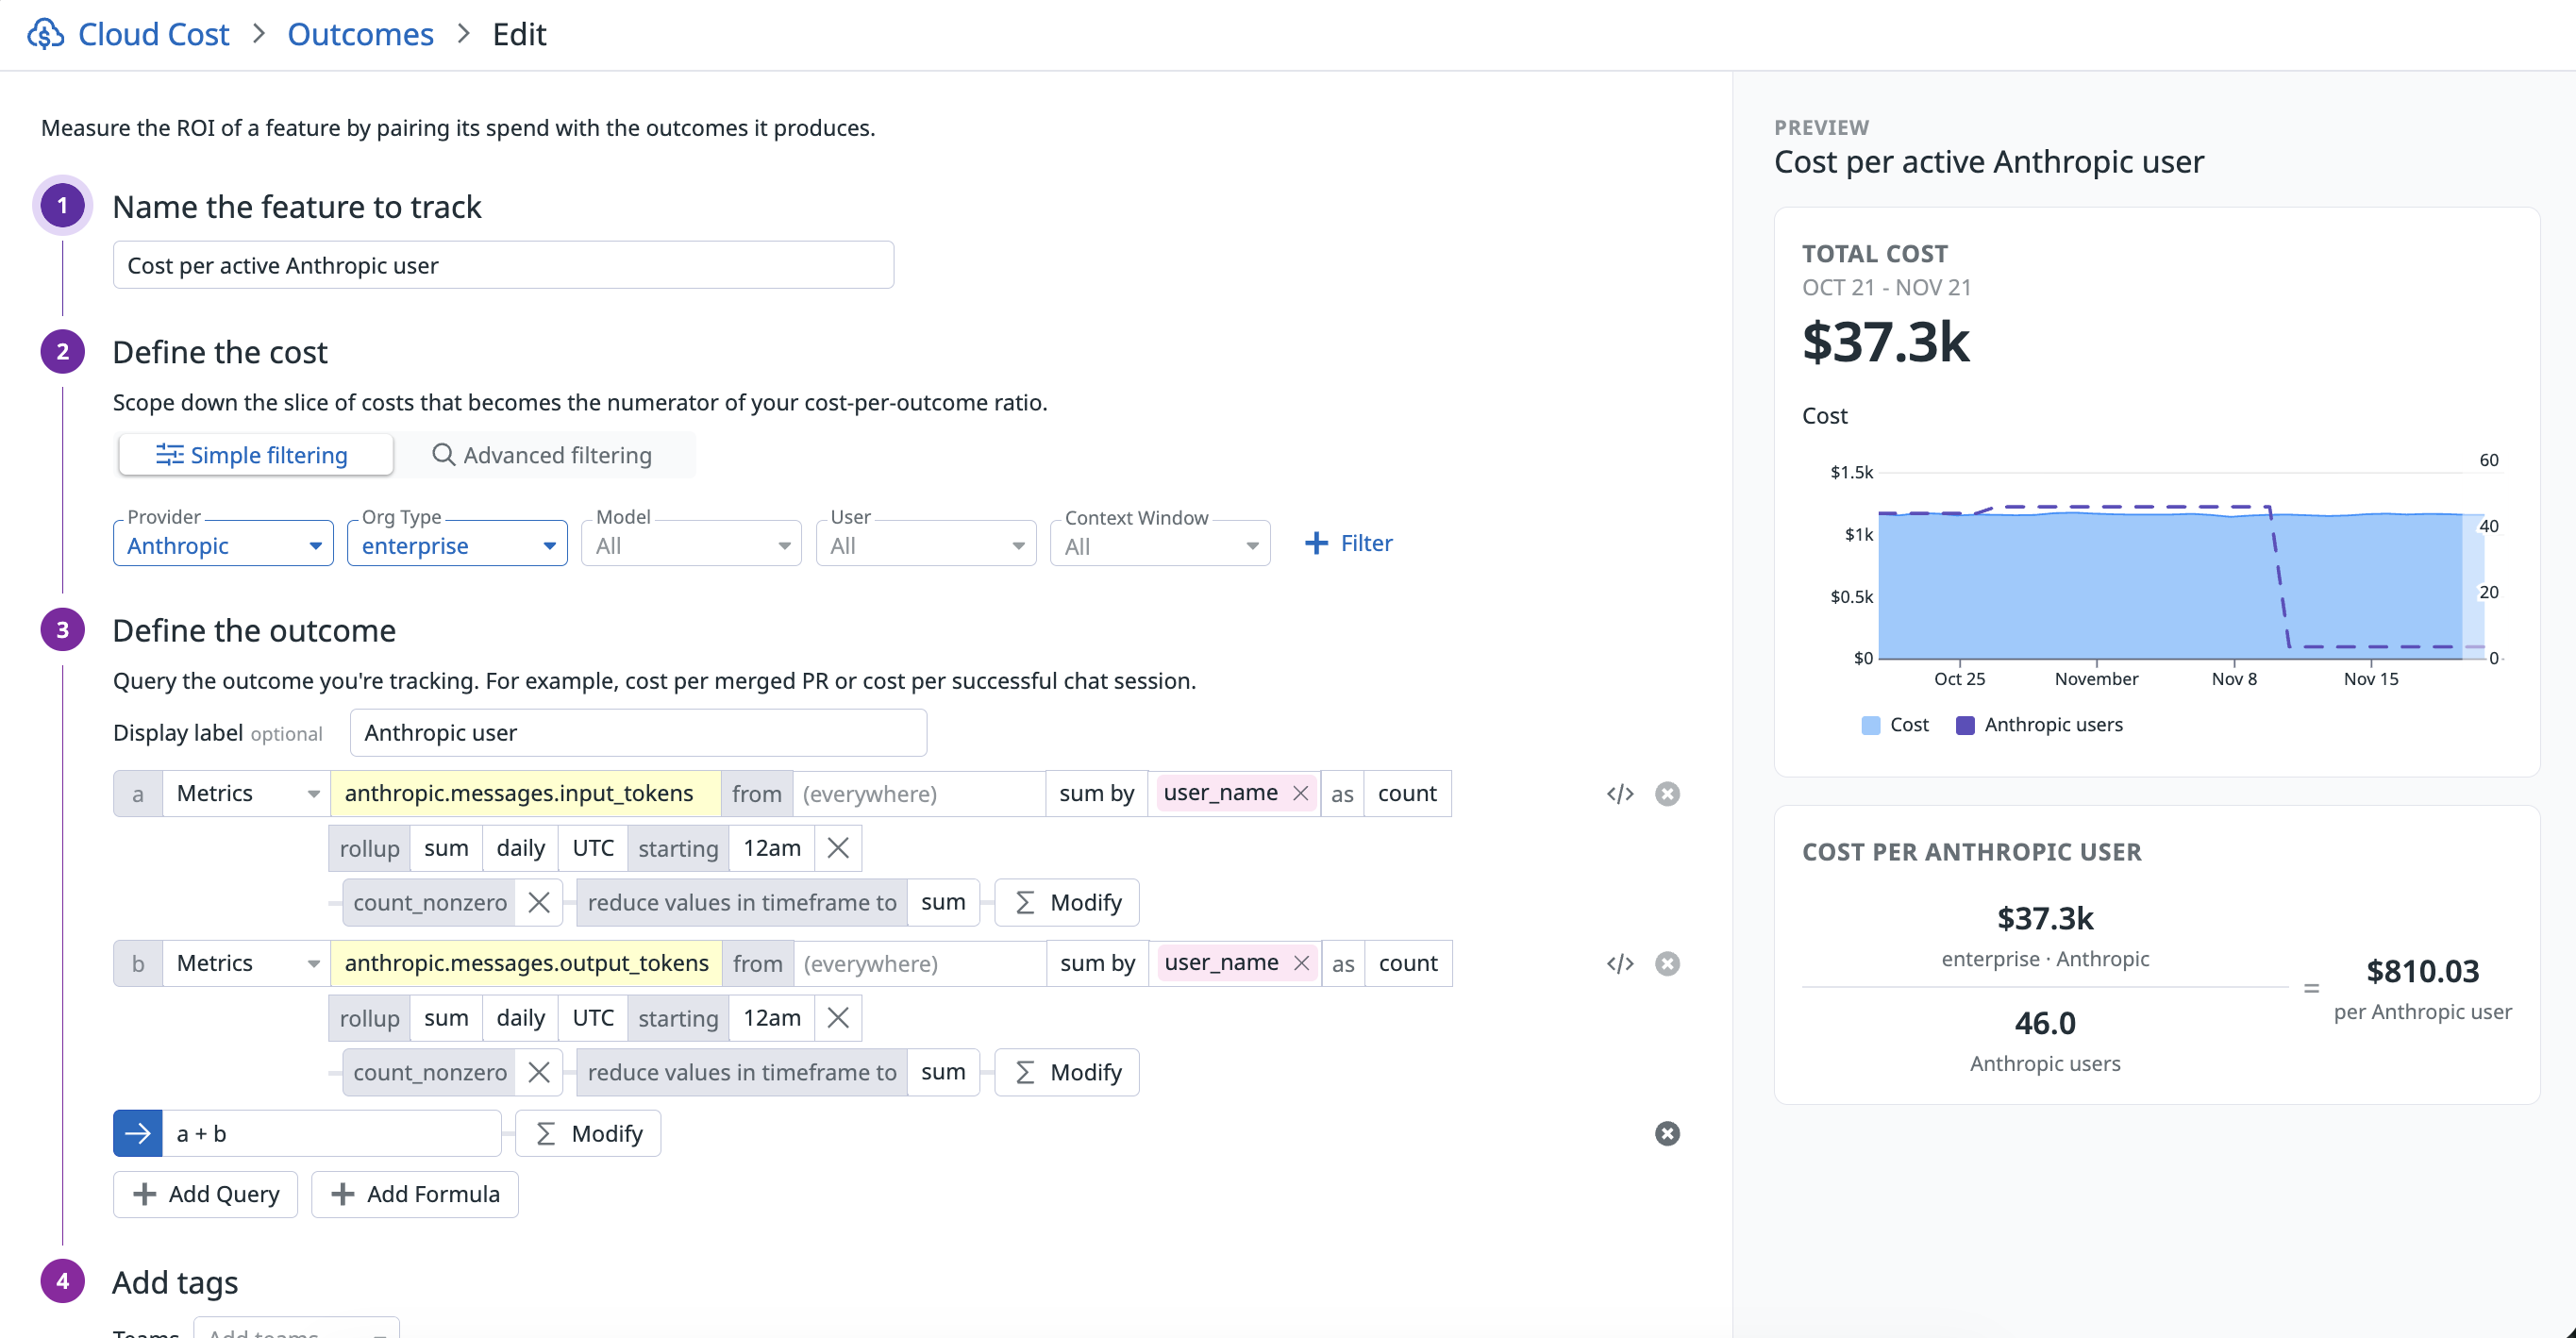 Cloud Cost > Outcomes > Edit
Measure the ROI of a feature by pairing its spend with the outcomes it produces.
1 Name the feature to track
Cost per active Anthropic user
2 Define the cost
Scope down the slice of costs that becomes the numerator of your cost-per-outcome ratio.
Simple filtering Advanced filtering
Provider Org Type Model User Context Window
Anthropic enterprise All All All + Filter
3 Define the outcome
Query the outcome you're tracking. For example, cost per merged PR or cost per successful chat session.
Display label optional Anthropic user
a Metrics anthropic.messages.input_tokens from (everywhere) sum by user_name × as count </>
rollup sum daily UTC starting 12am ×
count_nonzero × reduce values in timeframe to sum Σ Modify
b Metrics anthropic.messages.output_tokens from (everywhere) sum by user_name × as count </>
rollup sum daily UTC starting 12am ×
count_nonzero × reduce values in timeframe to sum Σ Modify
a + b Σ Modify
+ Add Query + Add Formula
4 Add tags
Teams Add teams
PREVIEW
Cost per active Anthropic user
TOTAL COST
OCT 21 - NOV 21
$37.3k
Cost
60
$1.5k
40
$1k
20
$0.5k
$0 0
Oct 25 November Nov 8 Nov 15
Cost Anthropic users
COST PER ANTHROPIC USER
$37.3k
enterprise · Anthropic
= $810.03
per Anthropic user
46.0
Anthropic users